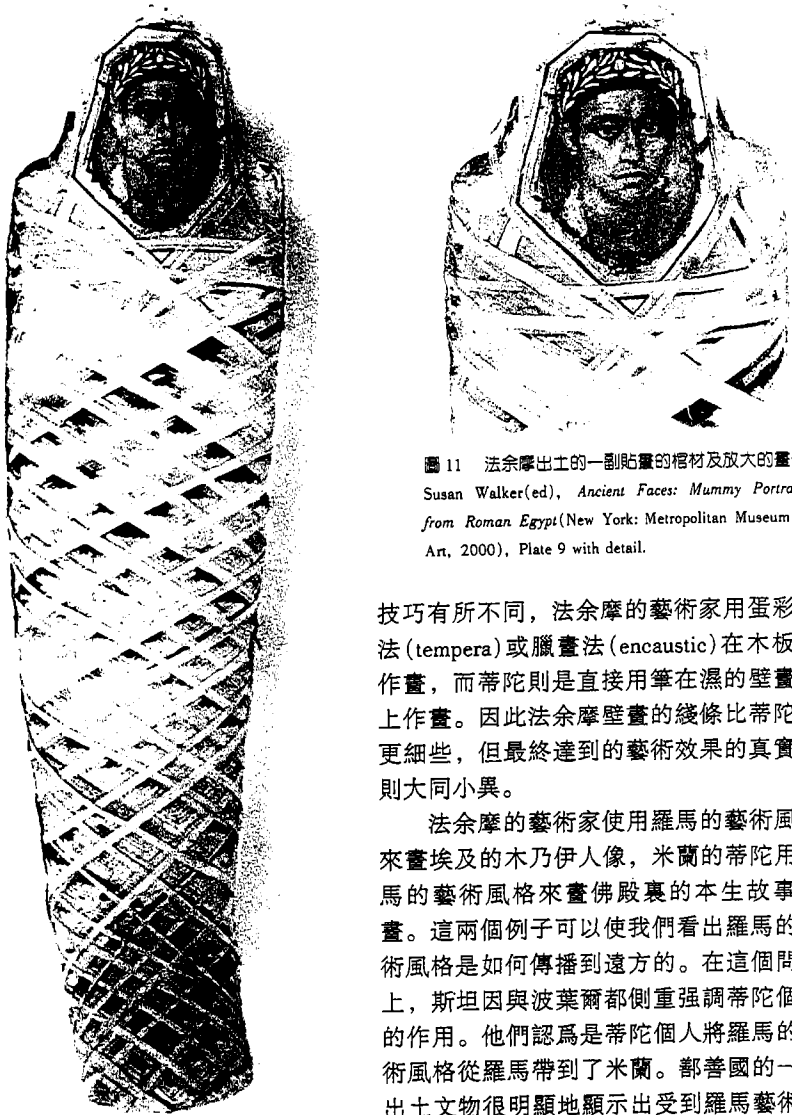 圖 11　法余摩出土的一副貼畫的棺材及放大的畫
Susan Walker(ed), Ancient Faces: Mummy Portra
from Roman Egypt(New York: Metropolitan Museum
Art, 2000), Plate 9 with detail.
技巧有所不同，法余摩的藝術家用蛋彩
法(tempera)或臘畫法(encaustic)在木板
作畫，而蒂陀則是直接用筆在濕的壁畫
上作畫。因此法余摩壁畫的綫條比蒂陀
更細些，但最終達到的藝術效果的真實
則大同小異。
法余摩的藝術家使用羅馬的藝術風
來畫埃及的木乃伊人像，米蘭的蒂陀用
馬的藝術風格來畫佛殿裏的本生故事
畫。這兩個例子可以使我們看出羅馬的
術風格是如何傳播到遠方的。在這個問
上，斯坦因與波葉爾都側重强調蒂陀個
的作用。他們認爲是蒂陀個人將羅馬的
術風格從羅馬帶到了米蘭。鄯善國的一
出土文物很明顯地顯示出受到羅馬藝術